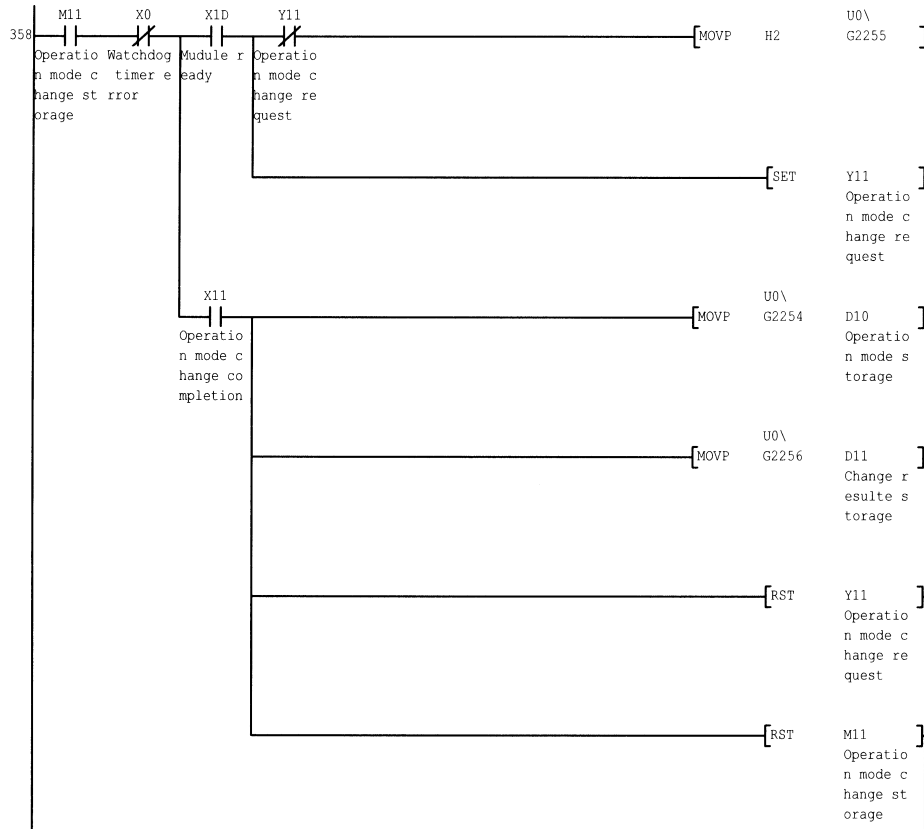 M11 X0 X1D Y11 U0\
358 MOVP H2 G2255
Operatio Watchdog Mudule r Operatio
n mode c timer e eady n mode c
hange st rror hange re
orage quest
SET Y11
Operatio
n mode c
hange re
quest
X11 U0\
MOVP G2254 D10
Operatio Operatio
n mode c n mode s
hange co torage
mpletion
U0\
MOVP G2256 D11
Change r
esulte s
torage
RST Y11
Operatio
n mode c
hange re
quest
RST M11
Operatio
n mode c
hange st
orage